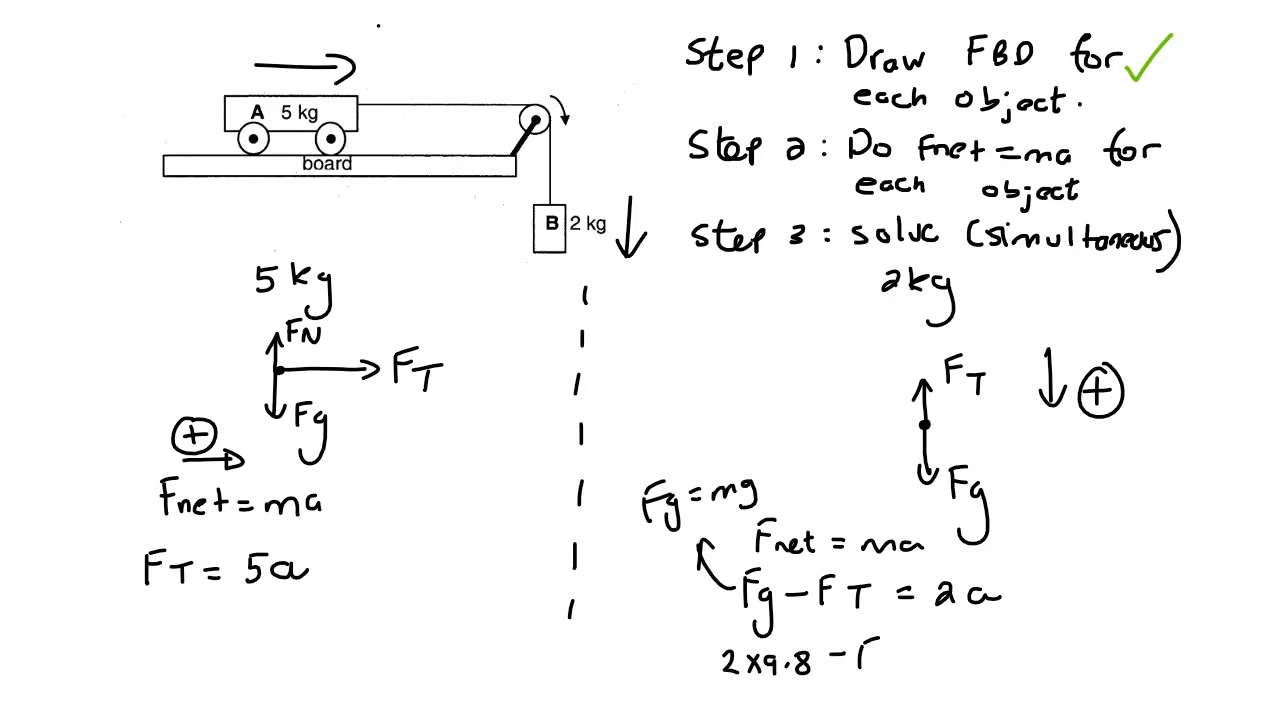 Step 1: Draw FBD for
each object.
Step 2: Do Fnet=ma for
each object
Step 3: solve (simultaneous)
A 5 kg
board
B 2 kg
5kg
FN
FT
Fg
+
Fnet=ma
FT = 5a
2kg
FT
+
Fg
Fg=mg
Fnet = ma
Fg - FT = 2a
2×9.8 -